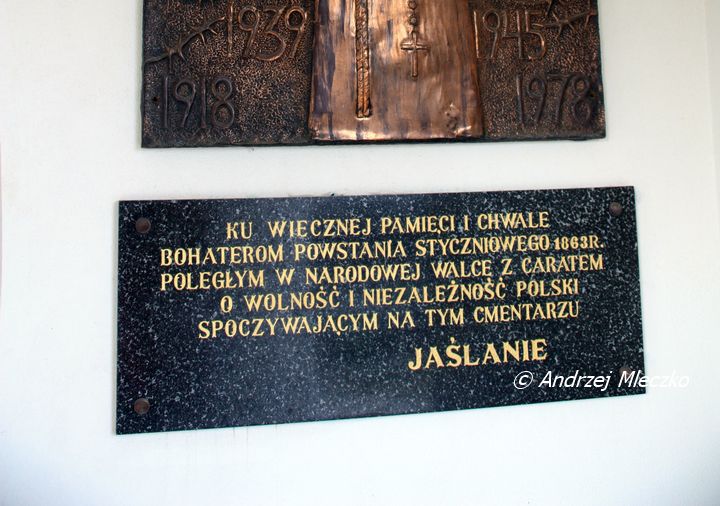 1939 1945
1918 1978
KU WIECZNEJ PAMIĘCI I CHWALE
BOHATEROM POWSTANIA STYCZNIOWEGO 1863 R.
POLEGŁYM W NARODOWEJ WALCE Z CARATEM
O WOLNOŚĆ I NIEZALEŻNOŚĆ POLSKI
SPOCZYWAJĄCYM NA TYM CMENTARZU
JAŚLANIE
© Andrzej Mleczko